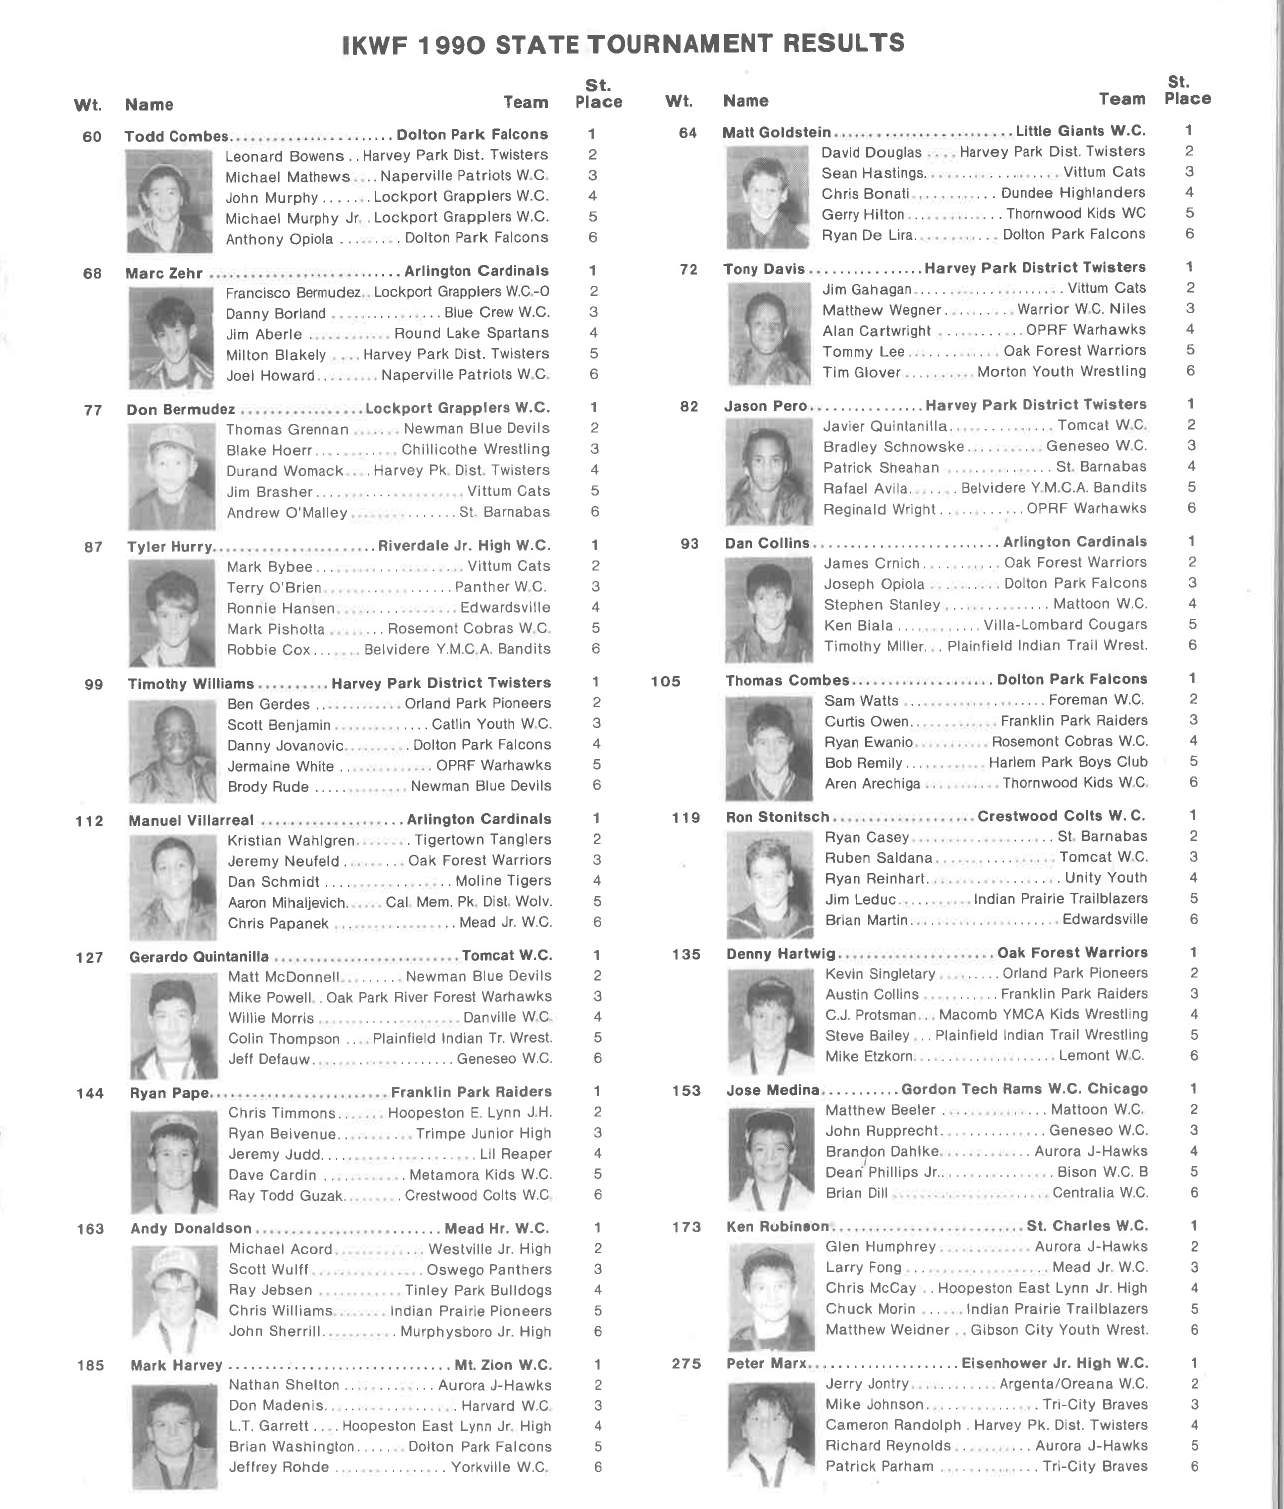 IKWF 1990 STATE TOURNAMENT RESULTS
Wt. Name Team St. Place
60 Todd Combes....................... Dolton Park Falcons 1
Leonard Bowens .. Harvey Park Dist. Twisters 2
Michael Mathews .... Naperville Patriots W.C. 3
John Murphy ....... Lockport Grapplers W.C. 4
Michael Murphy Jr. . Lockport Grapplers W.C. 5
Anthony Opiola ......... Dolton Park Falcons 6
68 Marc Zehr .......................... Arlington Cardinals 1
Francisco Bermudez.. Lockport Grapplers W.C.-O 2
Danny Borland ................ Blue Crew W.C. 3
Jim Aberle ............ Round Lake Spartans 4
Milton Blakely .... Harvey Park Dist. Twisters 5
Joel Howard......... Naperville Patriots W.C. 6
77 Don Bermudez ................. Lockport Grapplers W.C. 1
Thomas Grennan ....... Newman Blue Devils 2
Blake Hoerr............ Chillicothe Wrestling 3
Durand Womack .... Harvey Pk. Dist. Twisters 4
Jim Brasher....................... Vittum Cats 5
Andrew O'Malley ............... St. Barnabas 6
87 Tyler Hurry....................... Riverdale Jr. High W.C. 1
Mark Bybee....................... Vittum Cats 2
Terry O'Brien.................... Panther W.C. 3
Ronnie Hansen.................. Edwardsville 4
Mark Pishotta ........ Rosemont Cobras W.C. 5
Robbie Cox....... Belvidere Y.M.C.A. Bandits 6
99 Timothy Williams .......... Harvey Park District Twisters 1
Ben Gerdes ............. Orland Park Pioneers 2
Scott Benjamin .............. Catlin Youth W.C. 3
Danny Jovanovic.......... Dolton Park Falcons 4
Jermaine White .............. OPRF Warhawks 5
Brody Rude .............. Newman Blue Devils 6
112 Manuel Villarreal .................... Arlington Cardinals 1
Kristian Wahlgren........ Tigertown Tanglers 2
Jeremy Neufeld ......... Oak Forest Warriors 3
Dan Schmidt ................... Moline Tigers 4
Aaron Mihaljevich...... Cal. Mem. Pk. Dist. Wolv. 5
Chris Papanek ................... Mead Jr. W.C. 6
127 Gerardo Quintanilla .......................... Tomcat W.C. 1
Matt McDonnell......... Newman Blue Devils 2
Mike Powell.. Oak Park River Forest Warhawks 3
Willie Morris ..................... Danville W.C. 4
Colin Thompson .... Plainfield Indian Tr. Wrest. 5
Jeff Defauw...................... Geneseo W.C. 6
144 Ryan Pape......................... Franklin Park Raiders 1
Chris Timmons....... Hoopeston E. Lynn J.H. 2
Ryan Beivenue............ Trimpe Junior High 3
Jeremy Judd........................ Lil Reaper 4
Dave Cardin ............. Metamora Kids W.C. 5
Ray Todd Guzak......... Crestwood Colts W.C. 6
163 Andy Donaldson .......................... Mead Hr. W.C. 1
Michael Acord.............. Westville Jr. High 2
Scott Wulff ................. Oswego Panthers 3
Ray Jebsen ............ Tinley Park Bulldogs 4
Chris Williams........ Indian Prairie Pioneers 5
John Sherrill........... Murphysboro Jr. High 6
185 Mark Harvey ............................... Mt. Zion W.C. 1
Nathan Shelton .............. Aurora J-Hawks 2
Don Madenis.................... Harvard W.C. 3
L.T. Garrett .... Hoopeston East Lynn Jr. High 4
Brian Washington....... Dolton Park Falcons 5
Jeffrey Rohde ................. Yorkville W.C. 6
Wt. Name Team St. Place
64 Matt Goldstein......................... Little Giants W.C. 1
David Douglas .... Harvey Park Dist. Twisters 2
Sean Hastings.................... Vittum Cats 3
Chris Bonati............ Dundee Highlanders 4
Gerry Hilton ............. Thornwood Kids WC 5
Ryan De Lira............ Dolton Park Falcons 6
72 Tony Davis................ Harvey Park District Twisters 1
Jim Gahagan...................... Vittum Cats 2
Matthew Wegner.......... Warrior W.C. Niles 3
Alan Cartwright ............ OPRF Warhawks 4
Tommy Lee............. Oak Forest Warriors 5
Tim Glover .......... Morton Youth Wrestling 6
82 Jason Pero................ Harvey Park District Twisters 1
Javier Quintanilla............... Tomcat W.C. 2
Bradley Schnowske........... Geneseo W.C. 3
Patrick Sheahan ............... St. Barnabas 4
Rafael Avila....... Belvidere Y.M.C.A. Bandits 5
Reginald Wright............ OPRF Warhawks 6
93 Dan Collins.......................... Arlington Cardinals 1
James Crnich ............ Oak Forest Warriors 2
Joseph Opiola .......... Dolton Park Falcons 3
Stephen Stanley ............... Mattoon W.C. 4
Ken Biala ............ Villa-Lombard Cougars 5
Timothy Miller... Plainfield Indian Trail Wrest. 6
105 Thomas Combes.................... Dolton Park Falcons 1
Sam Watts ..................... Foreman W.C. 2
Curtis Owen............. Franklin Park Raiders 3
Ryan Ewanio........... Rosemont Cobras W.C. 4
Bob Remily ............ Harlem Park Boys Club 5
Aren Arechiga ........... Thornwood Kids W.C. 6
119 Ron Stonitsch................... Crestwood Colts W. C. 1
Ryan Casey..................... St. Barnabas 2
Ruben Saldana.................. Tomcat W.C. 3
Ryan Reinhart.................... Unity Youth 4
Jim Leduc........... Indian Prairie Trailblazers 5
Brian Martin....................... Edwardsville 6
135 Denny Hartwig...................... Oak Forest Warriors 1
Kevin Singletary ......... Orland Park Pioneers 2
Austin Collins ........... Franklin Park Raiders 3
C.J. Protsman... Macomb YMCA Kids Wrestling 4
Steve Bailey ... Plainfield Indian Trail Wrestling 5
Mike Etzkorn...................... Lemont W.C. 6
153 Jose Medina........... Gordon Tech Rams W.C. Chicago 1
Matthew Beeler ................ Mattoon W.C. 2
John Rupprecht................ Geneseo W.C. 3
Brandon Dahlke.............. Aurora J-Hawks 4
Dean Phillips Jr................. Bison W.C. B 5
Brian Dill ........................ Centralia W.C. 6
173 Ken Robinson........................... St. Charles W.C. 1
Glen Humphrey .............. Aurora J-Hawks 2
Larry Fong ...................... Mead Jr. W.C. 3
Chris McCay .. Hoopeston East Lynn Jr. High 4
Chuck Morin ...... Indian Prairie Trailblazers 5
Matthew Weidner .. Gibson City Youth Wrest. 6
275 Peter Marx..................... Eisenhower Jr. High W.C. 1
Jerry Jontry............. Argenta/Oreana W.C. 2
Mike Johnson................. Tri-City Braves 3
Cameron Randolph . Harvey Pk. Dist. Twisters 4
Richard Reynolds ............ Aurora J-Hawks 5
Patrick Parham ............... Tri-City Braves 6